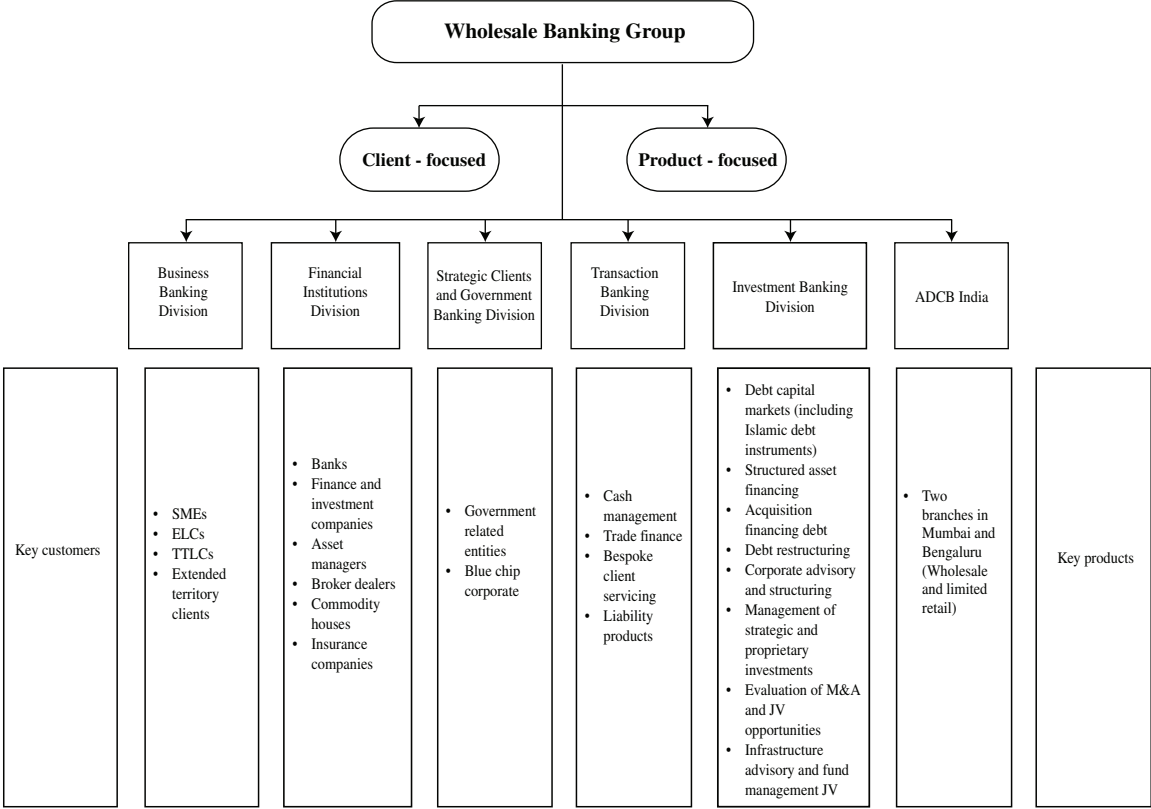 Wholesale Banking Group
Client - focused
Product - focused
Business
Banking
Division
Financial
Institutions
Division
Strategic Clients
and Government
Banking Division
Transaction
Banking
Division
Investment Banking
Division
ADCB India
Key customers
• SMEs
• ELCs
• TTLCs
• Extended
territory
clients
• Banks
• Finance and
investment
companies
• Asset
managers
• Broker dealers
• Commodity
houses
• Insurance
companies
• Government
related
entities
• Blue chip
corporate
• Cash
management
• Trade finance
• Bespoke
client
servicing
• Liability
products
• Debt capital
markets (including
Islamic debt
instruments)
• Structured asset
financing
• Acquisition
financing debt
• Debt restructuring
• Corporate advisory
and structuring
• Management of
strategic and
proprietary
investments
• Evaluation of M&A
and JV
opportunities
• Infrastructure
advisory and fund
management JV
• Two
branches in
Mumbai and
Bengaluru
(Wholesale
and limited
retail)
Key products